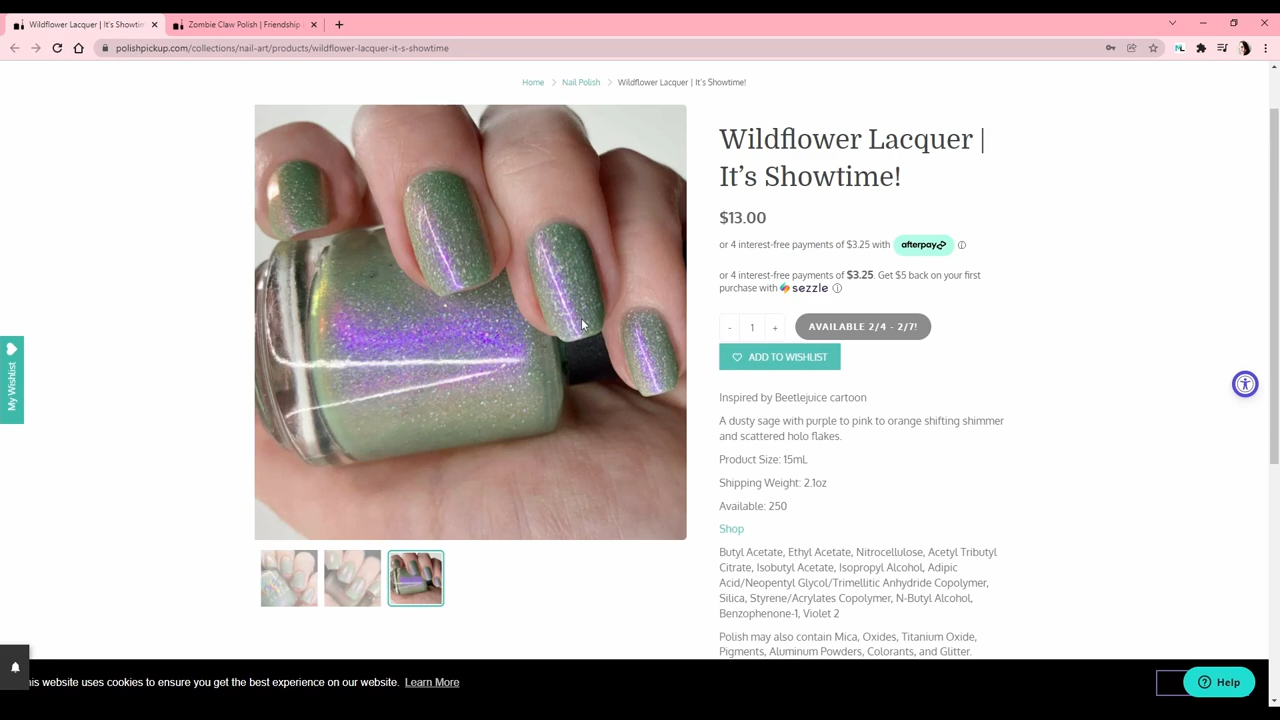 Wildflower Lacquer | It's Showtim
Zombie Claw Polish | Friendship
polishpickup.com/collections/nail-art/products/wildflower-lacquer-it-s-showtime
Home > Nail Polish > Wildflower Lacquer | It's Showtime!
Wildflower Lacquer |
It's Showtime!
$13.00
or 4 interest-free payments of $3.25 with afterpay
or 4 interest-free payments of $3.25. Get $5 back on your first
purchase with sezzle
- 1 + AVAILABLE 2/4 - 2/7!
ADD TO WISHLIST
My Wishlist
Inspired by Beetlejuice cartoon
A dusty sage with purple to pink to orange shifting shimmer
and scattered holo flakes.
Product Size: 15mL
Shipping Weight: 2.1oz
Available: 250
Shop
Butyl Acetate, Ethyl Acetate, Nitrocellulose, Acetyl Tributyl
Citrate, Isobutyl Acetate, Isopropyl Alcohol, Adipic
Acid/Neopentyl Glycol/Trimellitic Anhydride Copolymer,
Silica, Styrene/Acrylates Copolymer, N-Butyl Alcohol,
Benzophenone-1, Violet 2
Polish may also contain Mica, Oxides, Titanium Oxide,
Pigments, Aluminum Powders, Colorants, and Glitter.
his website uses cookies to ensure you get the best experience on our website. Learn More
Help